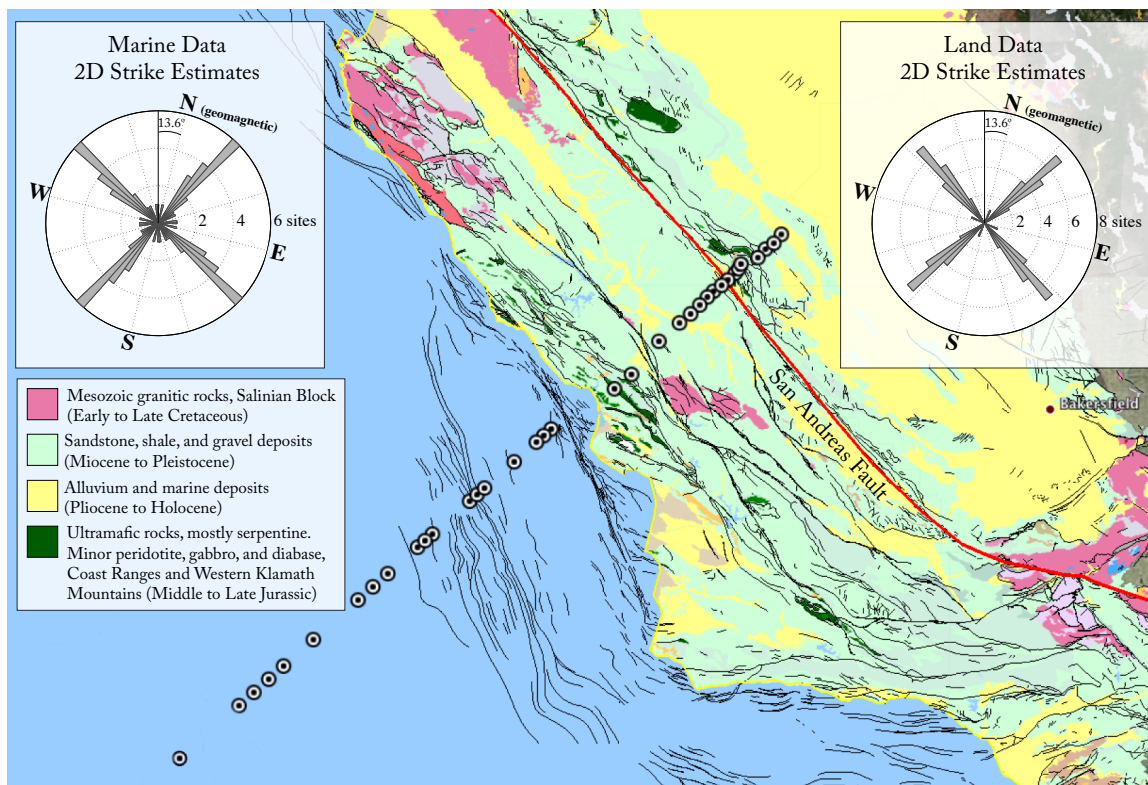 Marine Data
2D Strike Estimates
N (geomagnetic)
13.6°
W
2 4 6 sites
E
S
Land Data
2D Strike Estimates
N (geomagnetic)
13.6°
W
2 4 6 8 sites
E
S
Mesozoic granitic rocks, Salinian Block
(Early to Late Cretaceous)
Sandstone, shale, and gravel deposits
(Miocene to Pleistocene)
Alluvium and marine deposits
(Pliocene to Holocene)
Ultramafic rocks, mostly serpentine.
Minor peridotite, gabbro, and diabase,
Coast Ranges and Western Klamath
Mountains (Middle to Late Jurassic)
San Andreas Fault
Bakersfield